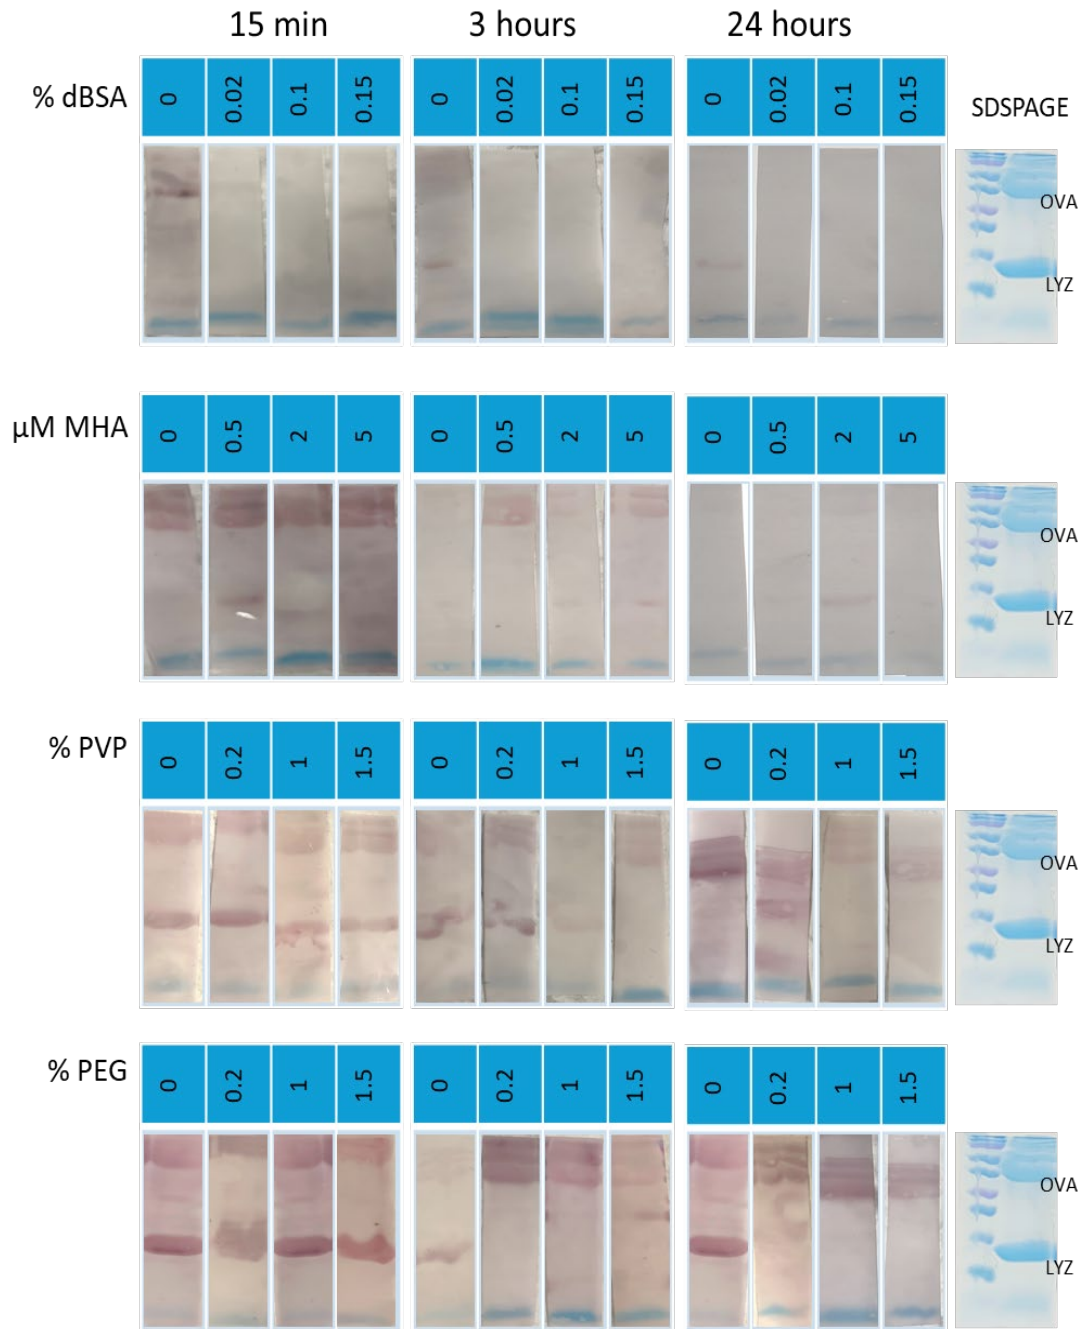 15 min 3 hours 24 hours
% dBSA 0 0.02 0.1 0.15 0 0.02 0.1 0.15 0 0.02 0.1 0.15 SDSPAGE
OVA
LYZ
µM MHA 0 0.5 2 5 0 0.5 2 5 0 0.5 2 5
OVA
LYZ
% PVP 0 0.2 1 1.5 0 0.2 1 1.5 0 0.2 1 1.5
OVA
LYZ
% PEG 0 0.2 1 1.5 0 0.2 1 1.5 0 0.2 1 1.5
OVA
LYZ